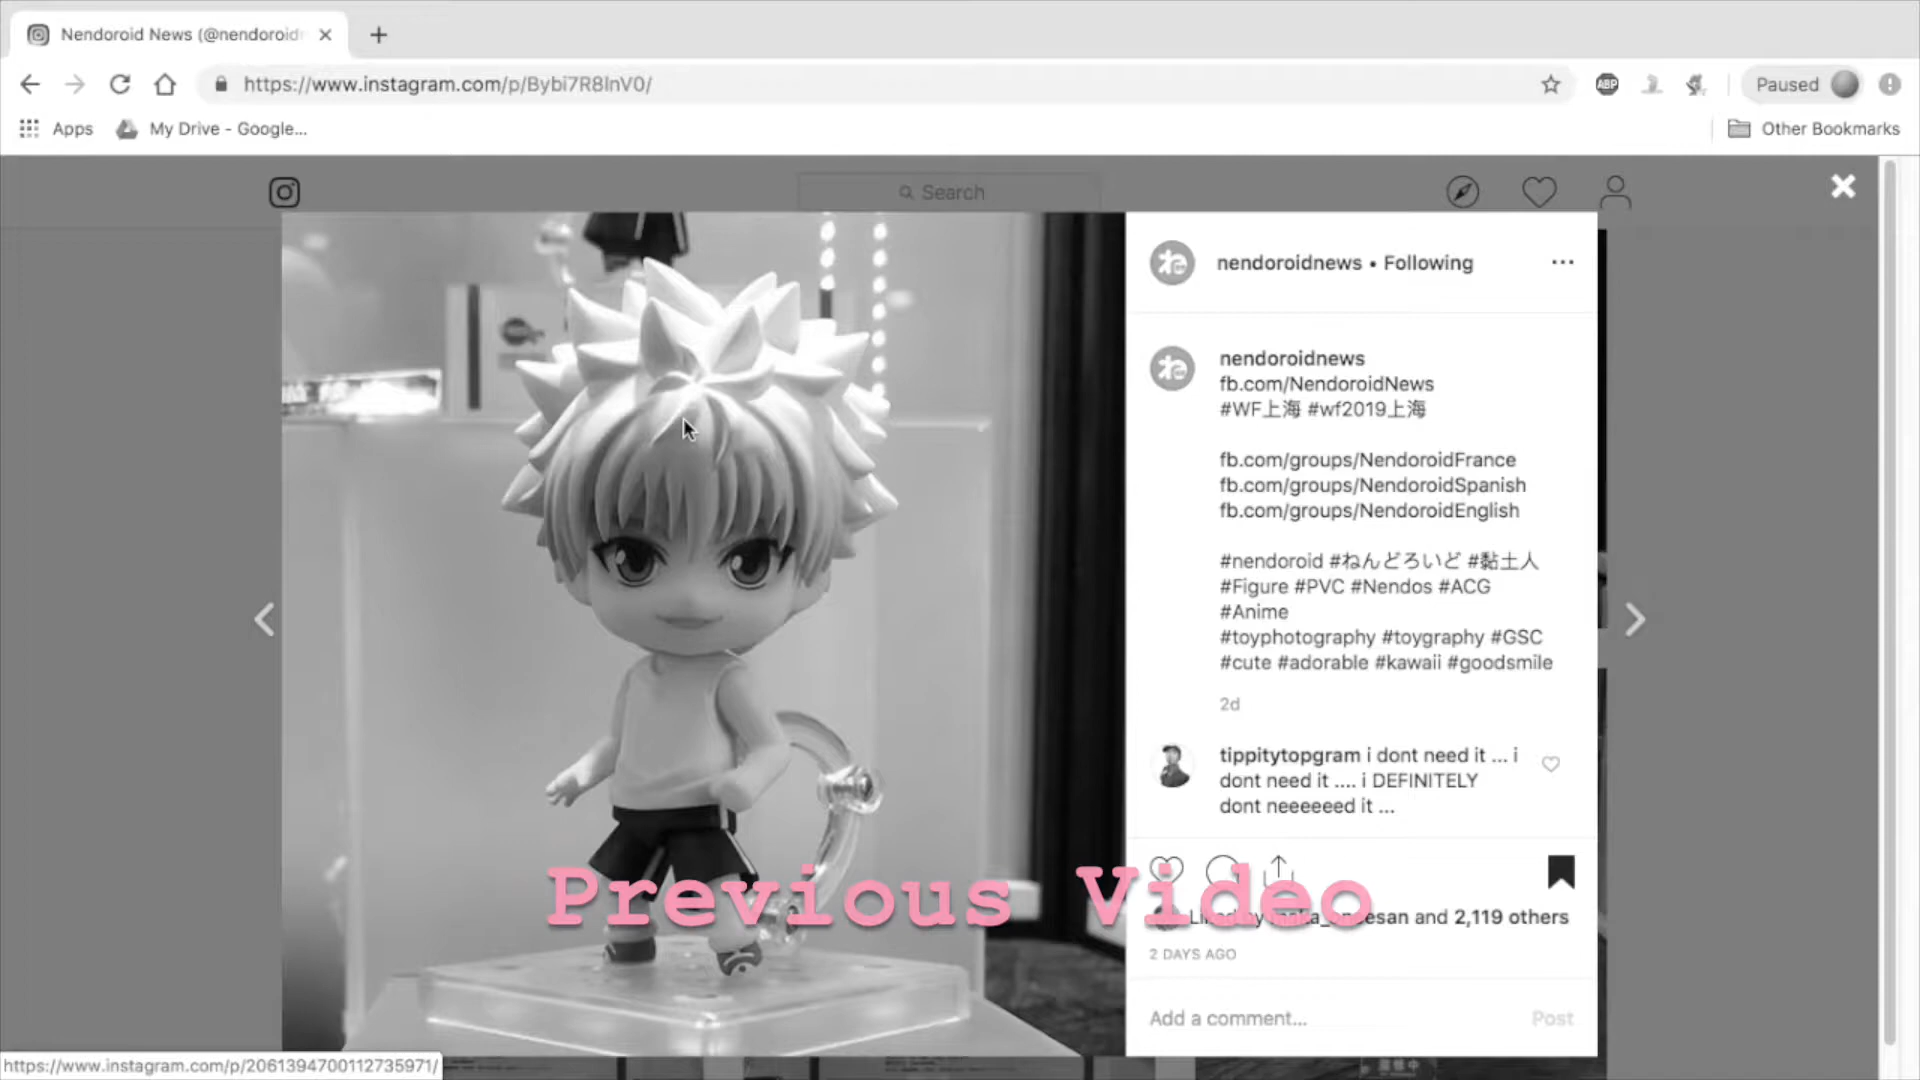 Nendoroid News (@nendoroid
https://www.instagram.com/p/Bybi7R8lnV0/
ABP
Paused
Apps
My Drive - Google...
Other Bookmarks
Search
nendoroidnews • Following
nendoroidnews
fb.com/NendoroidNews
#WF上海 #wf2019上海
fb.com/groups/NendoroidFrance
fb.com/groups/NendoroidSpanish
fb.com/groups/NendoroidEnglish
#nendoroid #ねんどろいど #黏土人
#Figure #PVC #Nendos #ACG
#Anime
#toyphotography #toygraphy #GSC
#cute #adorable #kawaii #goodsmile
2d
tippitytopgram i dont need it ... i
dont need it .... i DEFINITELY
dont neeeeeed it ...
Previous Video
Liked by and 2,119 others
2 DAYS AGO
Add a comment...
Post
https://www.instagram.com/p/2061394700112735971/